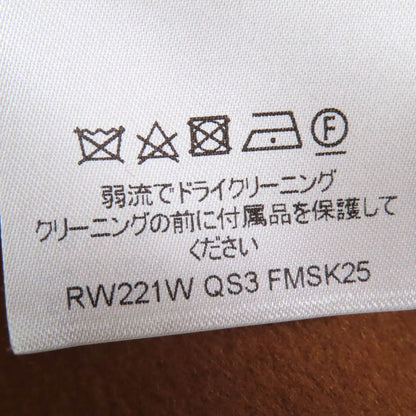 F
弱流でドライクリーニング
クリーニングの前に付属品を保護して
ください
RW221W QS3 FMSK25